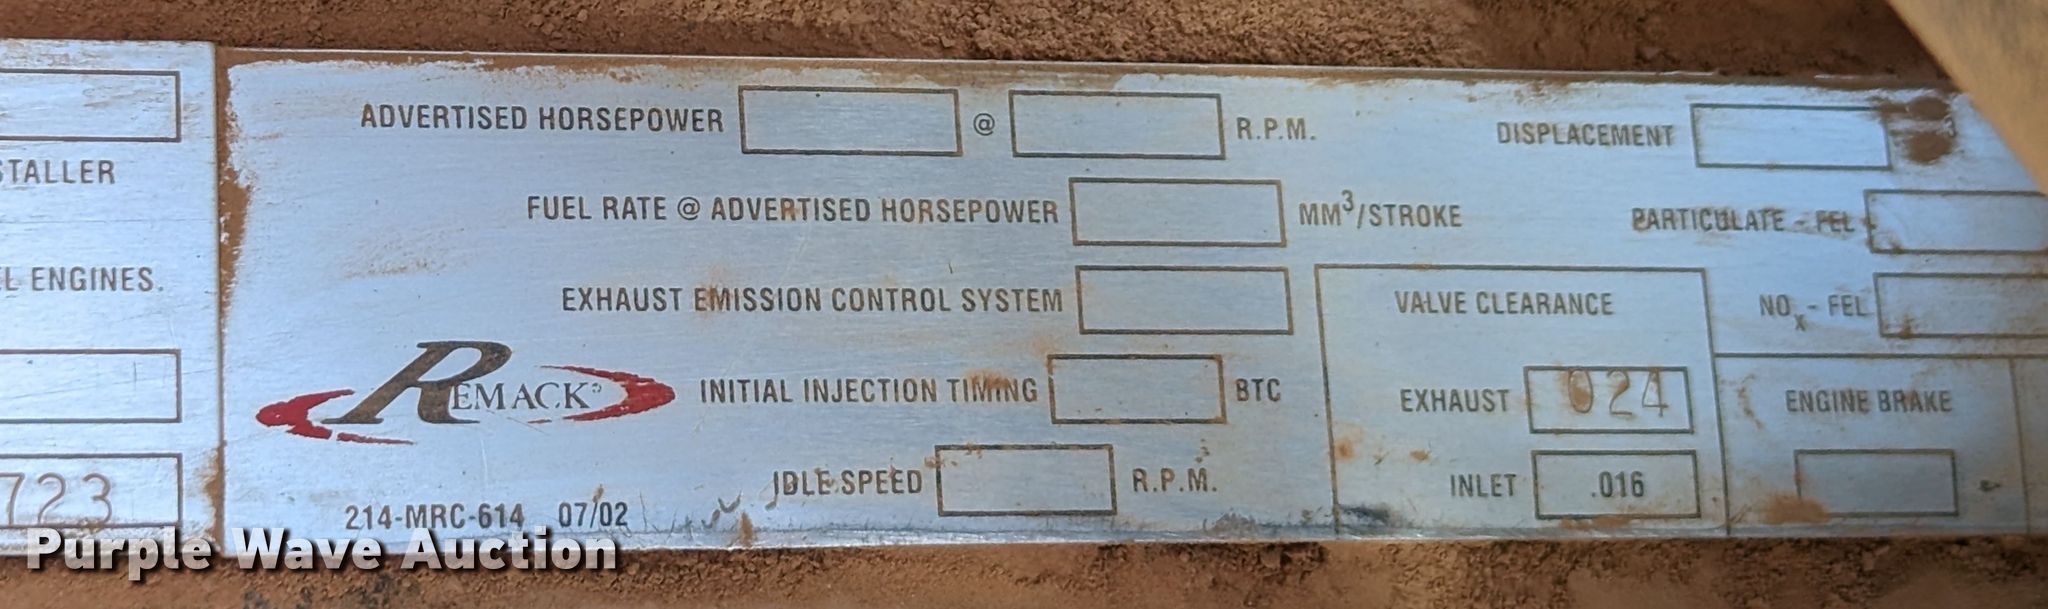 STALLER
L ENGINES.
723
ADVERTISED HORSEPOWER @ R.P.M.
FUEL RATE @ ADVERTISED HORSEPOWER MM³/STROKE
EXHAUST EMISSION CONTROL SYSTEM
REMACK®
INITIAL INJECTION TIMING BTC
IDLE SPEED R.P.M.
214-MRC-614 07/02
DISPLACEMENT
PARTICULATE - FEL
NOx - FEL
VALVE CLEARANCE
EXHAUST 024
INLET .016
ENGINE BRAKE
Purple Wave Auction